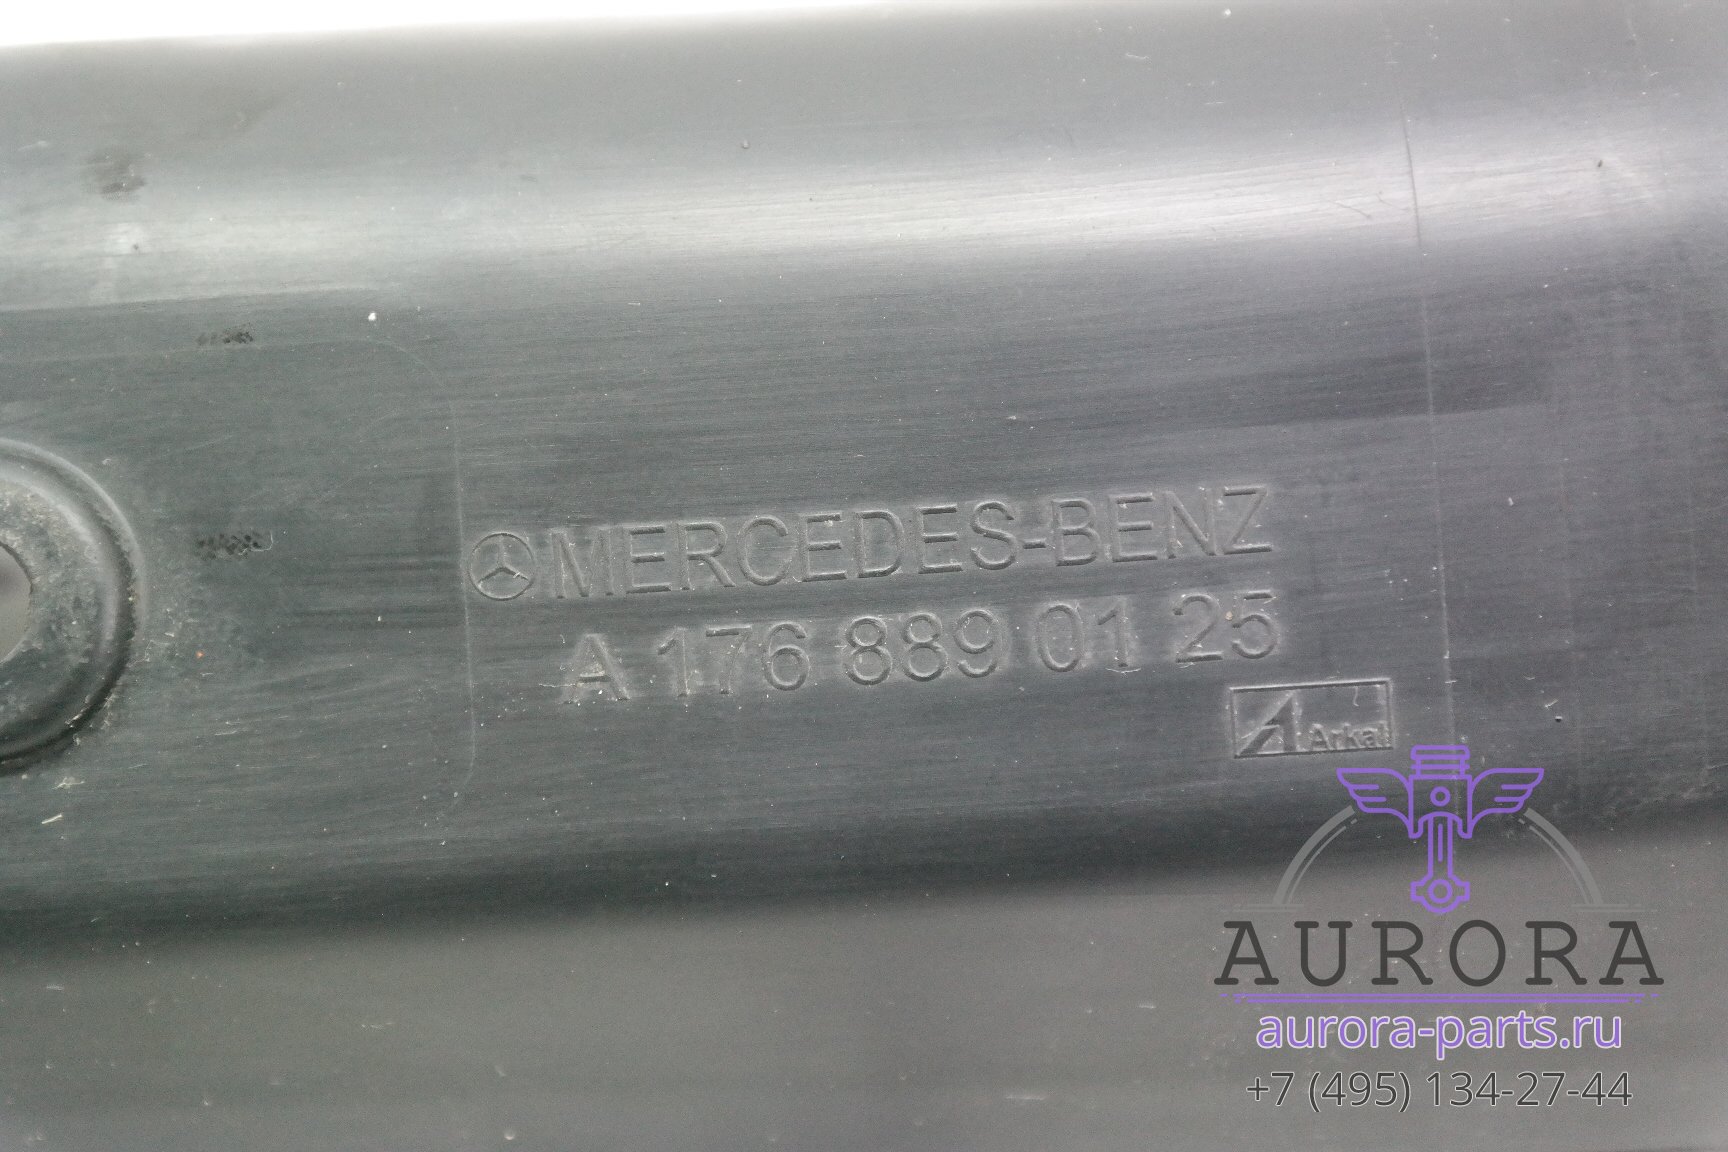 MERCEDES-BENZ
A 176 889 01 25
Arkal
AURORA
aurora-parts.ru
+7 (495) 134-27-44